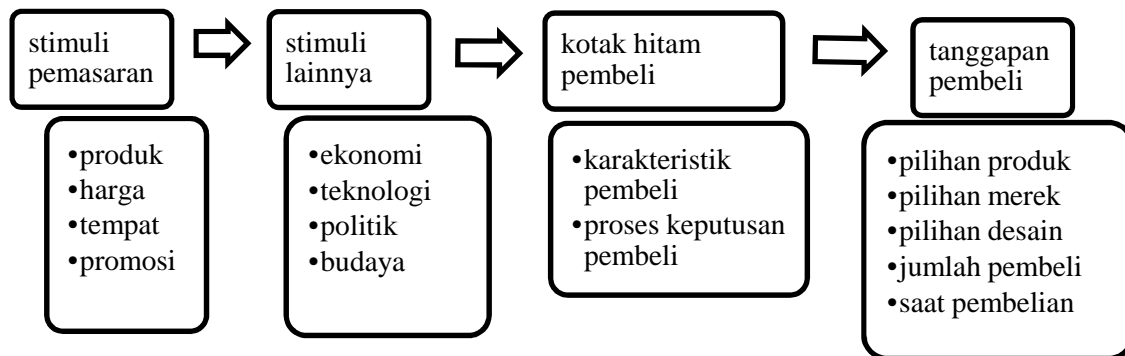 stimuli
pemasaran
•produk
•harga
•tempat
•promosi
stimuli
lainnya
•ekonomi
•teknologi
•politik
•budaya
kotak hitam
pembeli
•karakteristik
pembeli
•proses keputusan
pembeli
tanggapan
pembeli
•pilihan produk
•pilihan merek
•pilihan desain
•jumlah pembeli
•saat pembelian